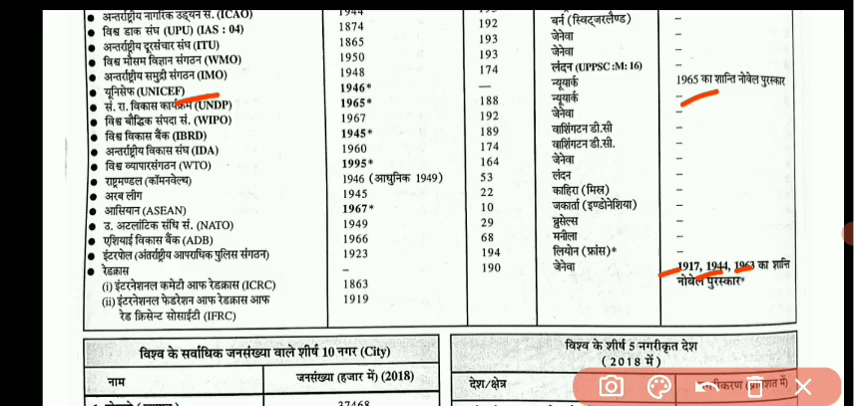 ● अन्तर्राष्ट्रीय नागरिक उड्डयन सं. (ICAO) 1944
● विश्व डाक संघ (UPU) (IAS : 04) 1874 192 बर्न (स्विट्जरलैण्ड) –
● अन्तर्राष्ट्रीय दूरसंचार संघ (ITU) 1865 193 जेनेवा –
● विश्व मौसम विज्ञान संगठन (WMO) 1950 193 जेनेवा –
● अन्तर्राष्ट्रीय समुद्री संगठन (IMO) 1948 174 लंदन (UPPSC :M: 16) –
● यूनिसेफ (UNICEF) 1946* — न्यूयार्क 1965 का शान्ति नोबेल पुरस्कार
● सं. रा. विकास कार्यक्रम (UNDP) 1965* 188 न्यूयार्क –
● विश्व बौद्धिक संपदा सं. (WIPO) 1967 192 जेनेवा –
● विश्व विकास बैंक (IBRD) 1945* 189 वाशिंगटन डी.सी –
● अन्तर्राष्ट्रीय विकास संघ (IDA) 1960 174 वाशिंगटन डी.सी. –
● विश्व व्यापारसंगठन (WTO) 1995* 164 जेनेवा –
● राष्ट्रमण्डल (कॉमनवेल्थ) 1946 (आधुनिक 1949) 53 लंदन –
● अरब लीग 1945 22 काहिरा (मिस्र) –
● आसियान (ASEAN) 1967* 10 जकार्ता (इण्डोनेशिया) –
● उ. अटलांटिक संधि सं. (NATO) 1949 29 ब्रुसेल्स –
● एशियाई विकास बैंक (ADB) 1966 68 मनीला –
● इंटरपोल (अंतर्राष्ट्रीय आपराधिक पुलिस संगठन) 1923 194 लियोन (फ्रांस)* –
● रेडक्रास – 190 जेनेवा 1917, 1944, 1963 का शान्ति
(i) इंटरनेशनल कमेटी आफ रेडक्रास (ICRC) 1863 नोबेल पुरस्कार*
(ii) इंटरनेशनल फेडरेशन आफ रेडक्रास आफ 1919
रेड क्रिसेन्ट सोसाईटी (IFRC)
विश्व के सर्वाधिक जनसंख्या वाले शीर्ष 10 नगर (City)
नाम जनसंख्या (हजार में) (2018)
37468
विश्व के शीर्ष 5 नगरीकृत देश
( 2018 में )
देश/क्षेत्र